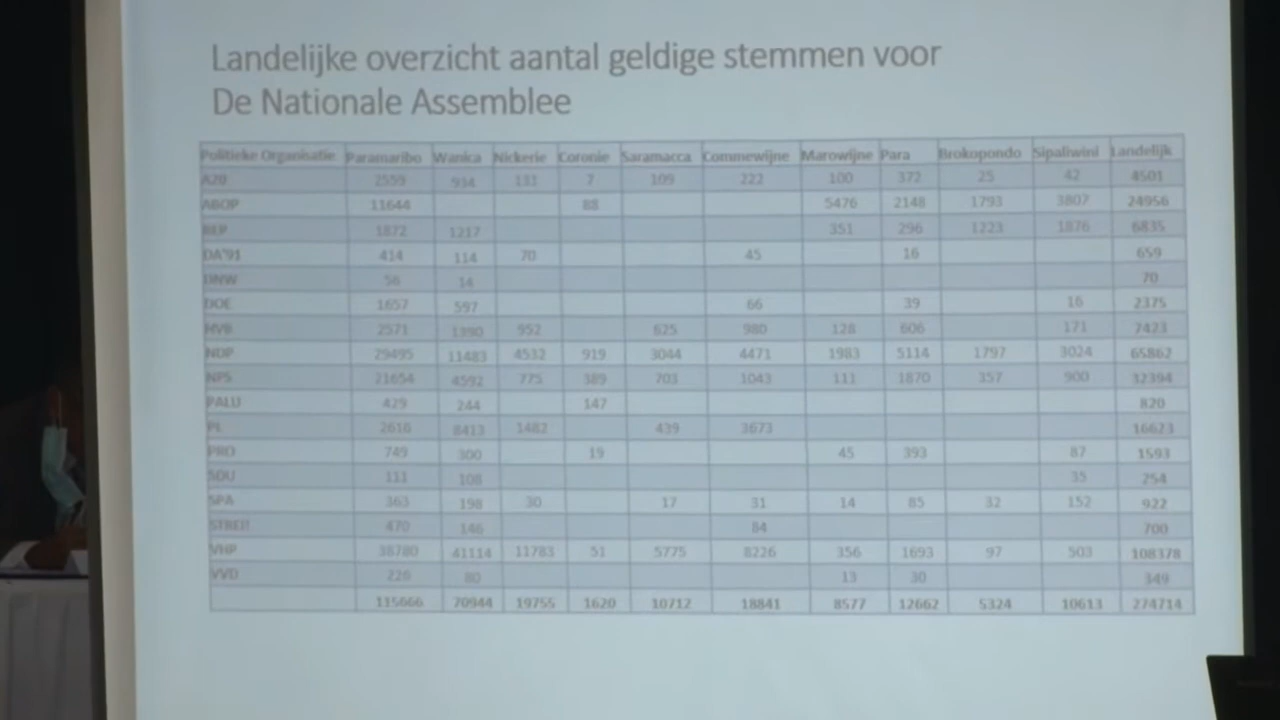 Landelijke overzicht aantal geldige stemmen voor
De Nationale Assemblee
Politieke Organisatie Paramaribo Wanica Nickerie Coronie Saramacca Commewijne Marowijne Para Brokopondo Sipaliwini Landelijk
A20 2559 934 131 7 109 222 100 372 25 42 4501
ABOP 11644 88 5476 2148 1793 3807 24956
BEP 1872 1217 351 296 1223 1876 6835
DA'91 414 114 70 45 16 659
DNW 56 14 70
DOE 1657 597 66 39 16 2375
HVB 2571 1390 952 625 980 128 606 171 7423
NDP 29495 11483 4532 919 3044 4471 1983 5114 1797 3024 65862
NPS 21654 4592 775 389 703 1043 111 1870 357 900 32394
PALU 429 244 147 820
PL 2616 8413 1482 439 3673 16623
PRO 749 300 19 45 393 87 1593
SDU 111 108 35 254
SPA 363 198 30 17 31 14 85 32 152 922
STREI! 470 146 84 700
VHP 38780 41114 11783 51 5775 8226 356 1693 97 503 108378
VVD 226 80 13 30 349
115666 70944 19755 1620 10712 18841 8577 12662 5324 10613 274714